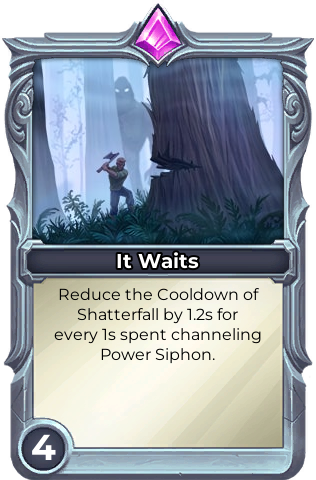 It Waits
Reduce the Cooldown of
Shatterfall by 1.2s for
every 1s spent channeling
Power Siphon.
4